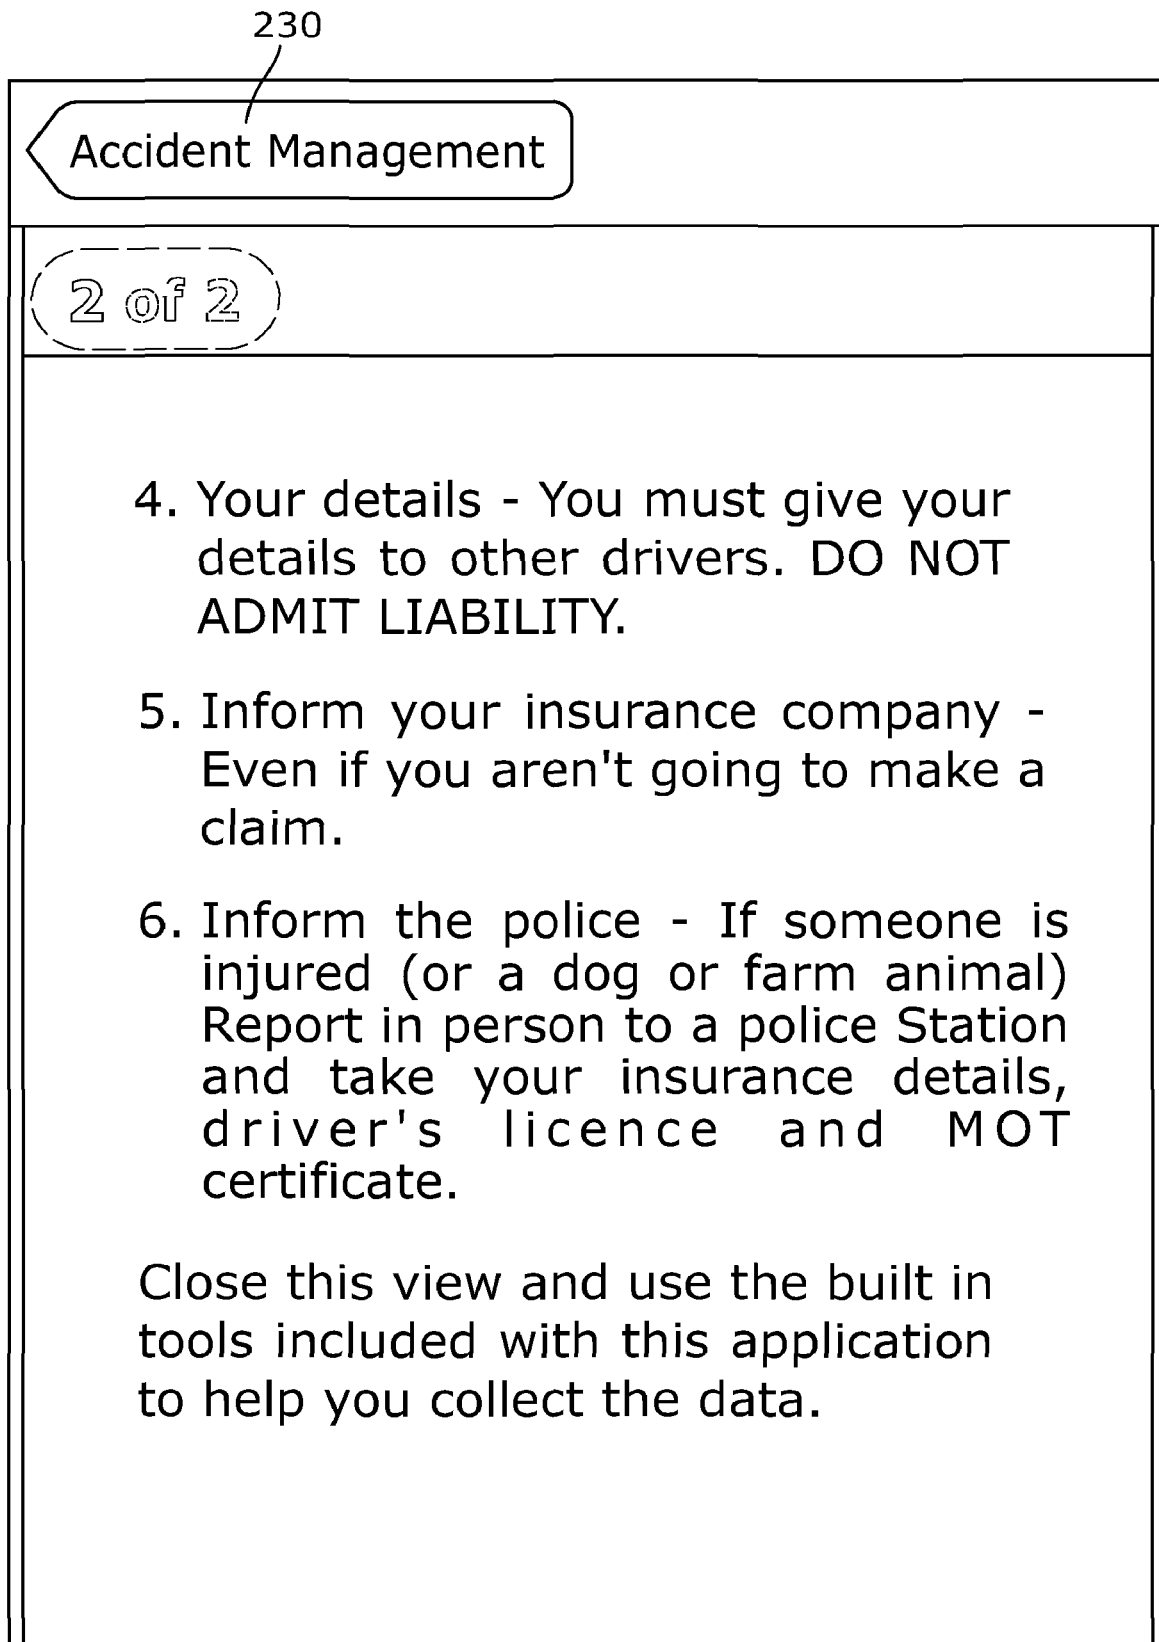 230
Accident Management
2 of 2
4. Your details - You must give your
details to other drivers. DO NOT
ADMIT LIABILITY.
5. Inform your insurance company -
Even if you aren't going to make a
claim.
6. Inform the police - If someone is
injured (or a dog or farm animal)
Report in person to a police Station
and take your insurance details,
driver's licence and MOT
certificate.
Close this view and use the built in
tools included with this application
to help you collect the data.